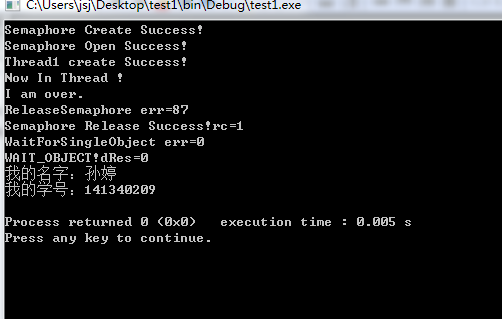 C:\Users\jsj\Desktop\test1\bin\Debug\test1.exe
Semaphore Create Success!
Semaphore Open Success!
Thread1 create Success!
Now In Thread !
I am over.
ReleaseSemaphore err=87
Semaphore Release Success!rc=1
WaitForSingleObject err=0
WAIT_OBJECT!dRes=0
我的名字：孙婷
我的学号：141340209
Process returned 0 (0x0)   execution time : 0.005 s
Press any key to continue.